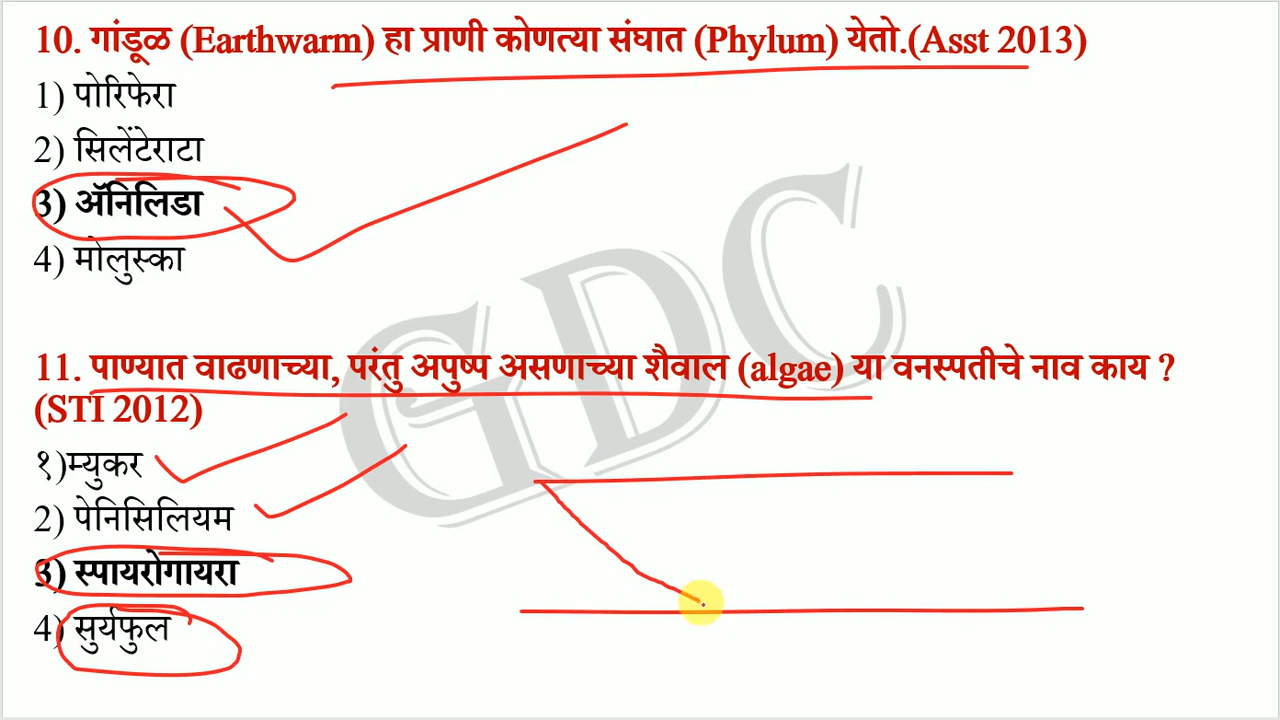 10. गांडूळ (Earthwarm) हा प्राणी कोणत्या संघात (Phylum) येतो.(Asst 2013)
1) पोरिफेरा
2) सिलेंटेराटा
3) ॲनिलिडा
4) मोलुस्का
11. पाण्यात वाढणाच्या, परंतु अपुष्प असणाच्या शैवाल (algae) या वनस्पतीचे नाव काय ?
(STI 2012)
१)म्युकर
2) पेनिसिलियम
3) स्पायरोगायरा
4) सुर्यफुल
GDC